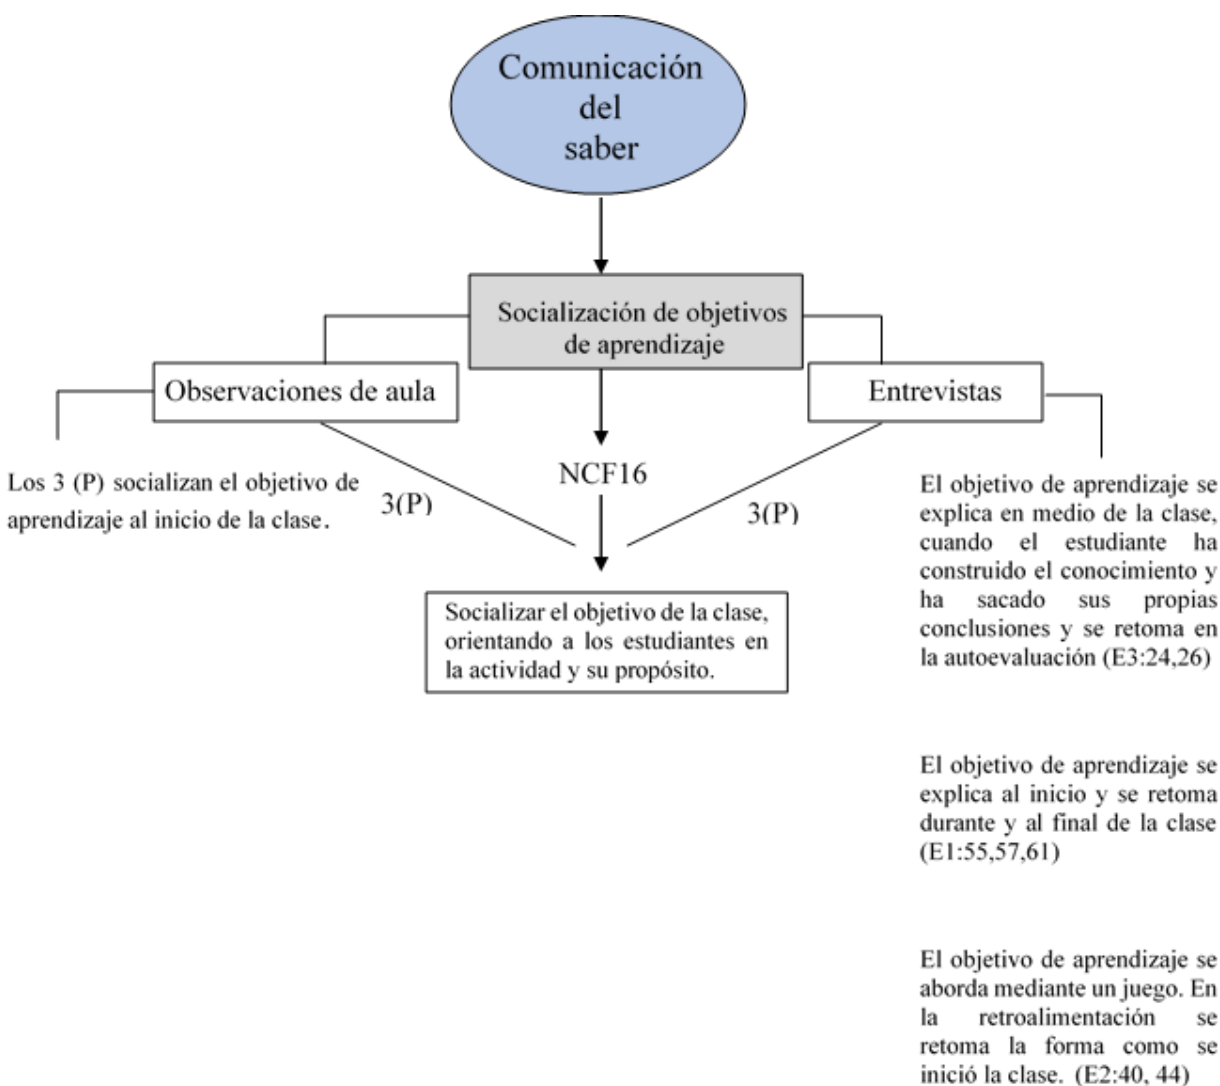 Comunicación
del
saber
Socialización de objetivos
de aprendizaje
Observaciones de aula
Entrevistas
Los 3 (P) socializan el objetivo de
aprendizaje al inicio de la clase.
3(P)
NCF16
3(P)
Socializar el objetivo de la clase,
orientando a los estudiantes en
la actividad y su propósito.
El objetivo de aprendizaje se
explica en medio de la clase,
cuando el estudiante ha
construido el conocimiento y
ha sacado sus propias
conclusiones y se retoma en
la autoevaluación (E3:24,26)
El objetivo de aprendizaje se
explica al inicio y se retoma
durante y al final de la clase
(E1:55,57,61)
El objetivo de aprendizaje se
aborda mediante un juego. En
la retroalimentación se
retoma la forma como se
inició la clase. (E2:40, 44)